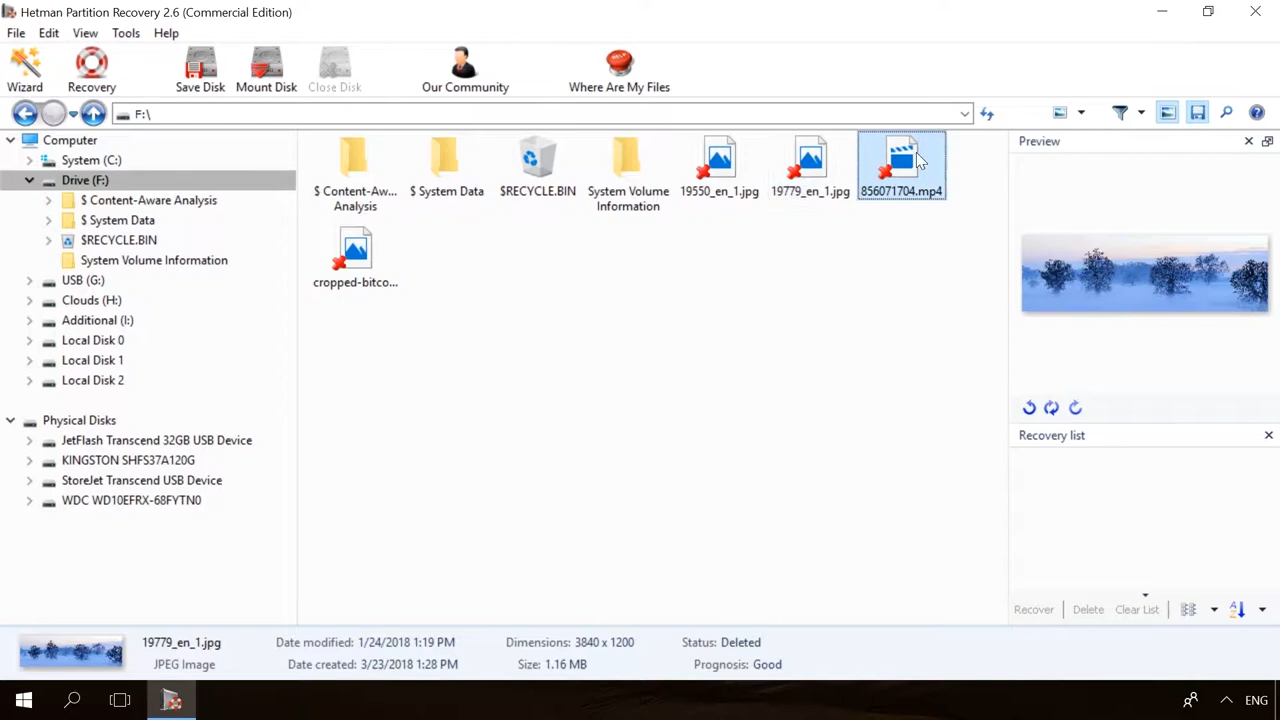 Hetman Partition Recovery 2.6 (Commercial Edition)
File Edit View Tools Help
Wizard Recovery Save Disk Mount Disk Close Disk Our Community Where Are My Files
F:\
Computer
System (C:)
Drive (F:)
$ Content-Aware Analysis
$ System Data
$RECYCLE.BIN
System Volume Information
USB (G:)
Clouds (H:)
Additional (I:)
Local Disk 0
Local Disk 1
Local Disk 2
Physical Disks
JetFlash Transcend 32GB USB Device
KINGSTON SHFS37A120G
StoreJet Transcend USB Device
WDC WD10EFRX-68FYTN0
$ Content-Aw... $ System Data $RECYCLE.BIN System Volume 19550_en_1.jpg 19779_en_1.jpg 856071704.mp4
Analysis Information
cropped-bitco...
Preview
Recovery list
Recover Delete Clear List
19779_en_1.jpg Date modified: 1/24/2018 1:19 PM Dimensions: 3840 x 1200 Status: Deleted
JPEG Image Date created: 3/23/2018 1:28 PM Size: 1.16 MB Prognosis: Good
ENG